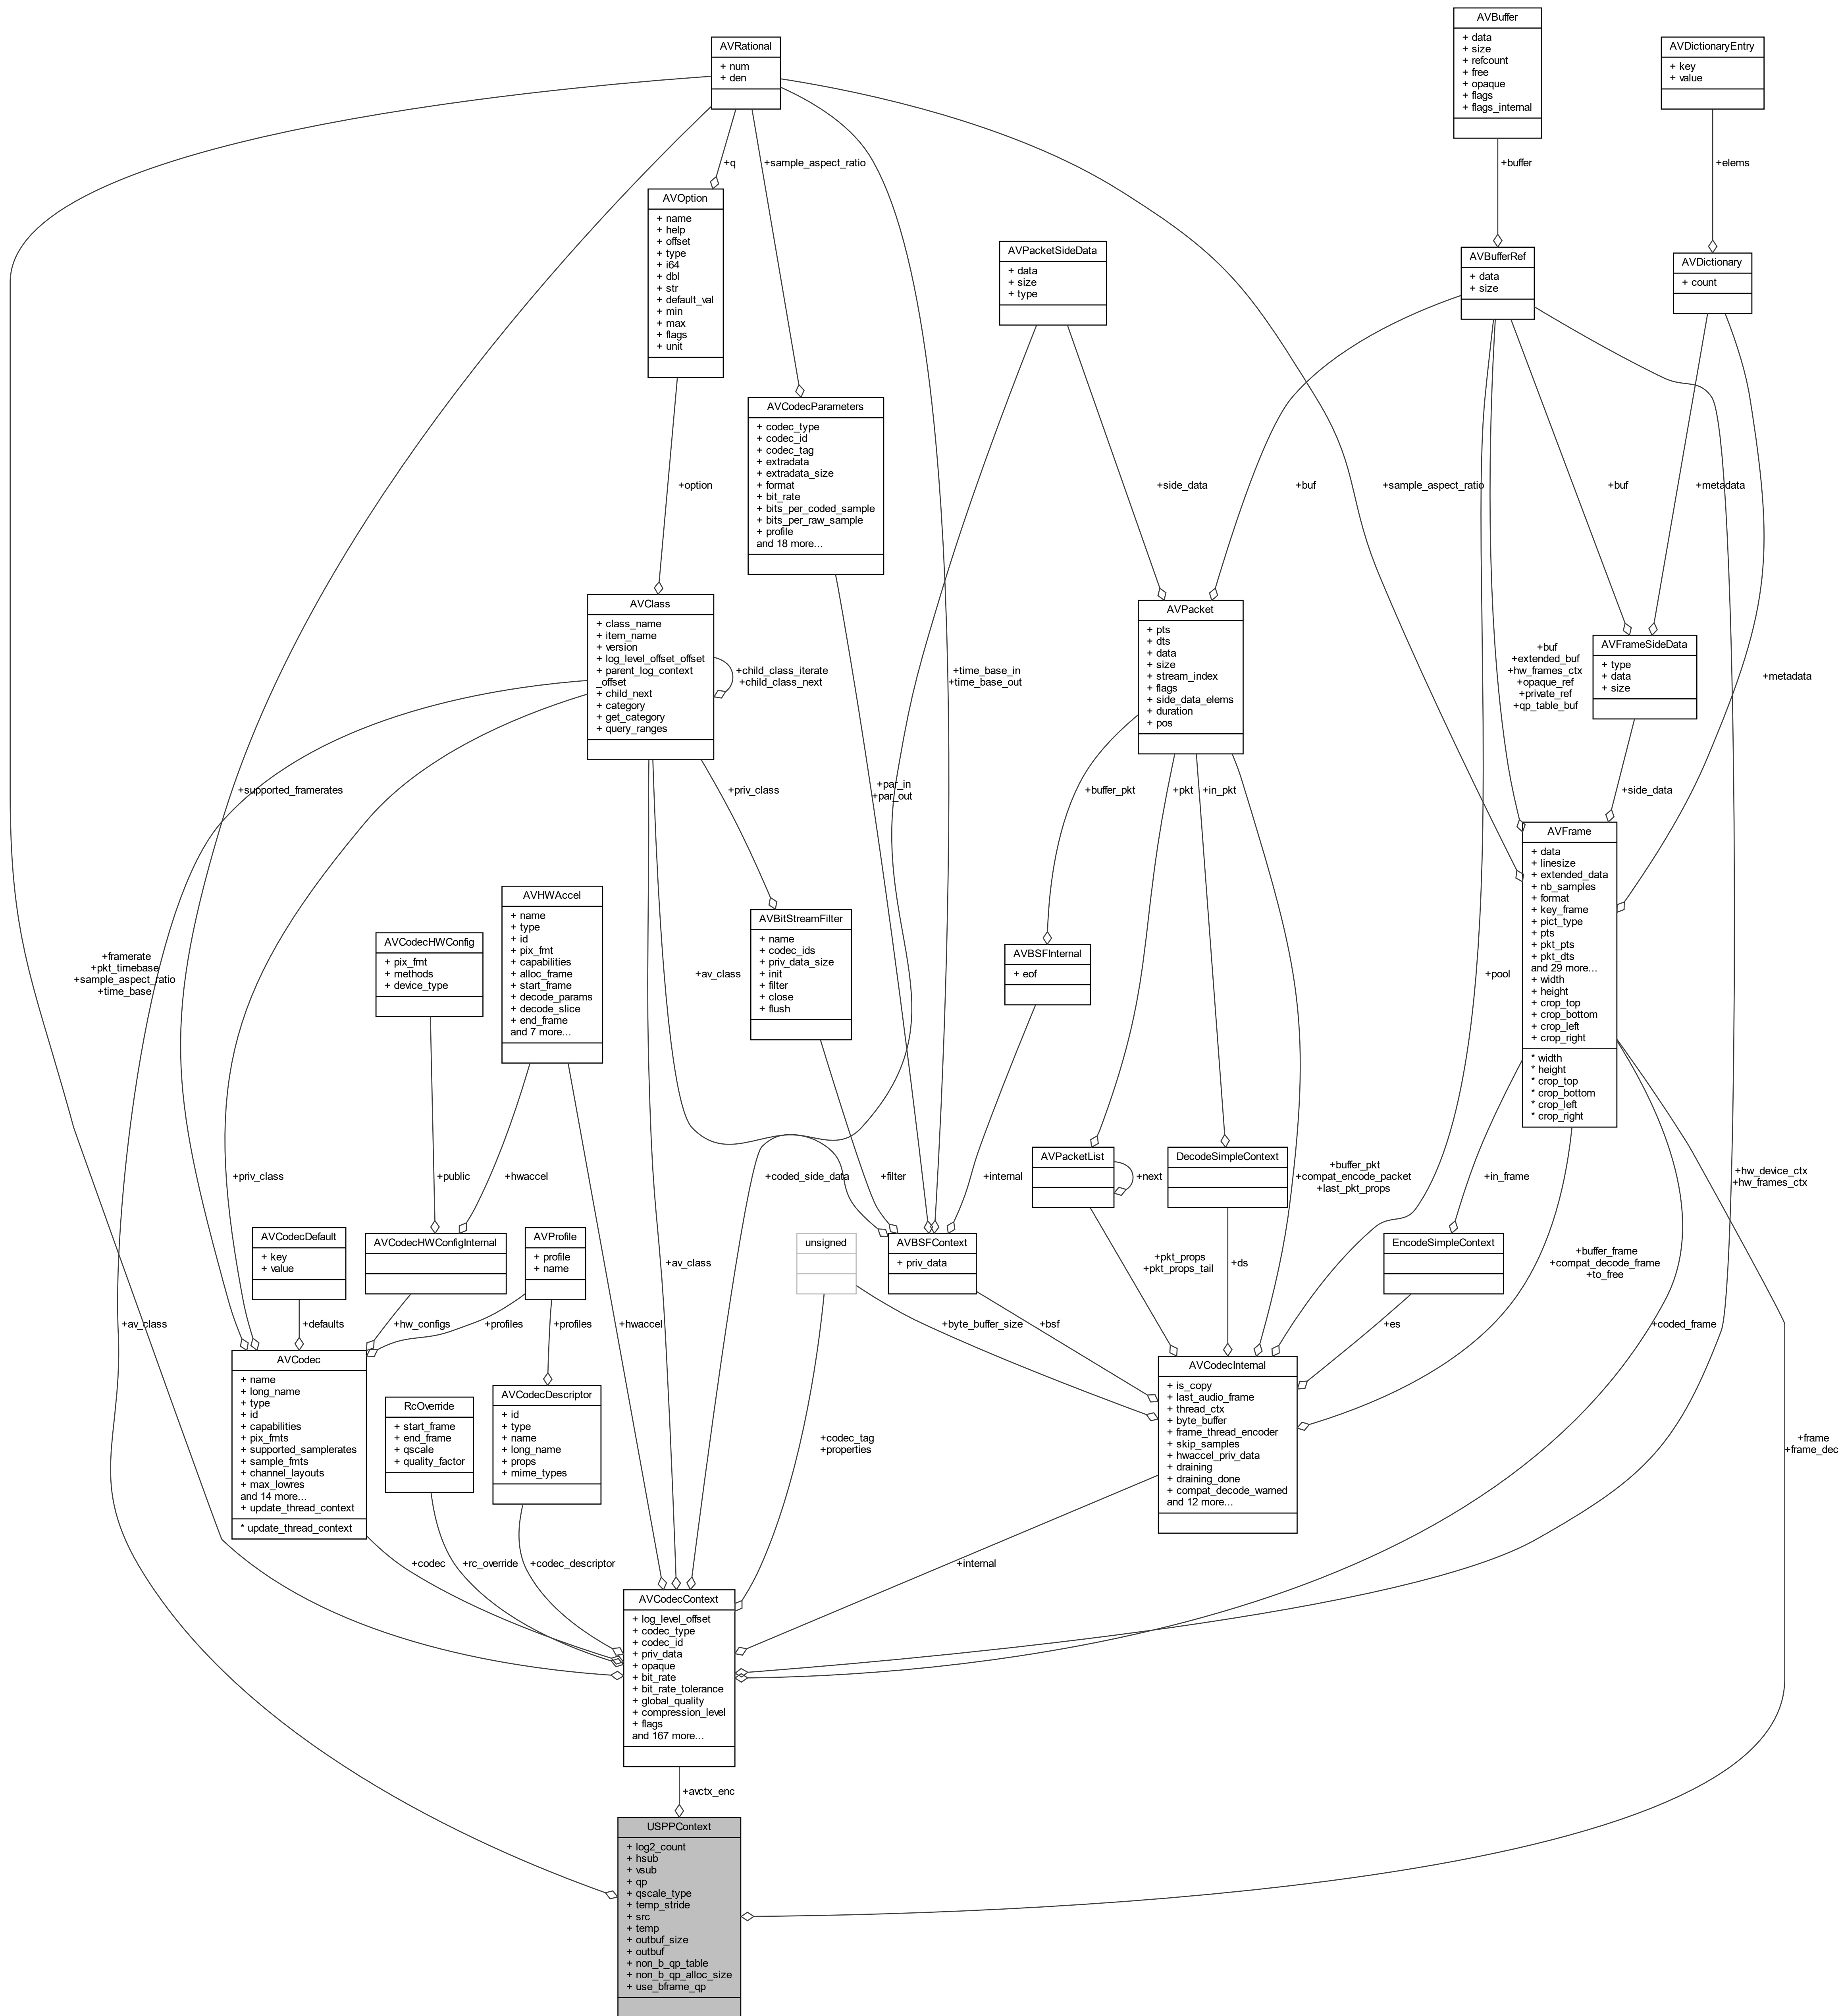 AVBuffer
+ data
+ size
+ refcount
+ free
+ opaque
+ flags
+ flags_internal
AVRational
+ num
+ den
AVDictionaryEntry
+ key
+ value
+q
+sample_aspect_ratio
+buffer
+elems
AVOption
+ name
+ help
+ offset
+ type
+ i64
+ dbl
+ str
+ default_val
+ min
+ max
+ flags
+ unit
AVPacketSideData
+ data
+ size
+ type
AVBufferRef
+ data
+ size
AVDictionary
+ count
AVCodecParameters
+ codec_type
+ codec_id
+ codec_tag
+ extradata
+ extradata_size
+ format
+ bit_rate
+ bits_per_coded_sample
+ bits_per_raw_sample
+ profile
and 18 more...
+option
+side_data
+buf
+sample_aspect_ratio
+buf
+metadata
AVClass
+ class_name
+ item_name
+ version
+ log_level_offset_offset
+ parent_log_context
_offset
+ child_next
+ category
+ get_category
+ query_ranges
+child_class_iterate
+child_class_next
+time_base_in
+time_base_out
AVPacket
+ pts
+ dts
+ data
+ size
+ stream_index
+ flags
+ side_data_elems
+ duration
+ pos
+buf
+extended_buf
+hw_frames_ctx
+opaque_ref
+private_ref
+qp_table_buf
AVFrameSideData
+ type
+ data
+ size
+metadata
+supported_framerates
+priv_class
+par_in
+par_out
+buffer_pkt
+pkt
+in_pkt
+side_data
AVFrame
+ data
+ linesize
+ extended_data
+ nb_samples
+ format
+ key_frame
+ pict_type
+ pts
+ pkt_pts
+ pkt_dts
and 29 more...
+ width
+ height
+ crop_top
+ crop_bottom
+ crop_left
+ crop_right
* width
* height
* crop_top
* crop_bottom
* crop_left
* crop_right
AVHWAccel
+ name
+ type
+ id
+ pix_fmt
+ capabilities
+ alloc_frame
+ start_frame
+ decode_params
+ decode_slice
+ end_frame
and 7 more...
AVBitStreamFilter
+ name
+ codec_ids
+ priv_data_size
+ init
+ filter
+ close
+ flush
AVCodecHWConfig
+ pix_fmt
+ methods
+ device_type
AVBSFInternal
+ eof
+framerate
+pkt_timebase
+sample_aspect_ratio
+time_base
+av_class
+pool
+priv_class
+public
+hwaccel
+coded_side_data
+filter
+internal
AVPacketList
+next
DecodeSimpleContext
+buffer_pkt
+compat_encode_packet
+last_pkt_props
+in_frame
+hw_device_ctx
+hw_frames_ctx
AVCodecDefault
+ key
+ value
AVCodecHWConfigInternal
AVProfile
+ profile
+ name
+av_class
unsigned
AVBSFContext
+ priv_data
+pkt_props
+pkt_props_tail
+ds
EncodeSimpleContext
+buffer_frame
+compat_decode_frame
+to_free
+av_class
+defaults
+hw_configs
+profiles
+profiles
+hwaccel
+byte_buffer_size
+bsf
+es
+coded_frame
AVCodec
+ name
+ long_name
+ type
+ id
+ capabilities
+ pix_fmts
+ supported_samplerates
+ sample_fmts
+ channel_layouts
+ max_lowres
and 14 more...
+ update_thread_context
* update_thread_context
RcOverride
+ start_frame
+ end_frame
+ qscale
+ quality_factor
AVCodecDescriptor
+ id
+ type
+ name
+ long_name
+ props
+ mime_types
+codec_tag
+properties
AVCodecInternal
+ is_copy
+ last_audio_frame
+ thread_ctx
+ byte_buffer
+ frame_thread_encoder
+ skip_samples
+ hwaccel_priv_data
+ draining
+ draining_done
+ compat_decode_warned
and 12 more...
+frame
+frame_dec
+codec
+rc_override
+codec_descriptor
+internal
AVCodecContext
+ log_level_offset
+ codec_type
+ codec_id
+ priv_data
+ opaque
+ bit_rate
+ bit_rate_tolerance
+ global_quality
+ compression_level
+ flags
and 167 more...
+avctx_enc
USPPContext
+ log2_count
+ hsub
+ vsub
+ qp
+ qscale_type
+ temp_stride
+ src
+ temp
+ outbuf_size
+ outbuf
+ non_b_qp_table
+ non_b_qp_alloc_size
+ use_bframe_qp